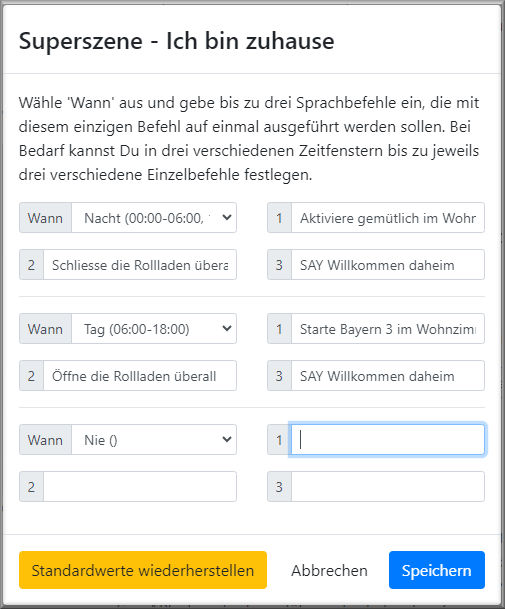 Superszene - Ich bin zuhause
Wähle 'Wann' aus und gebe bis zu drei Sprachbefehle ein, die mit
diesem einzigen Befehl auf einmal ausgeführt werden sollen. Bei
Bedarf kannst Du in drei verschiedenen Zeitfenstern bis zu jeweils
drei verschiedene Einzelbefehle festlegen.
Wann Nacht (00:00-06:00, 1 Aktiviere gemütlich im Wohn
2 Schliesse die Rollladen übera 3 SAY Willkommen daheim
Wann Tag (06:00-18:00) 1 Starte Bayern 3 im Wohnzim
2 Öffne die Rollladen überall 3 SAY Willkommen daheim
Wann Nie () 1
2 3
Standardwerte wiederherstellen Abbrechen Speichern